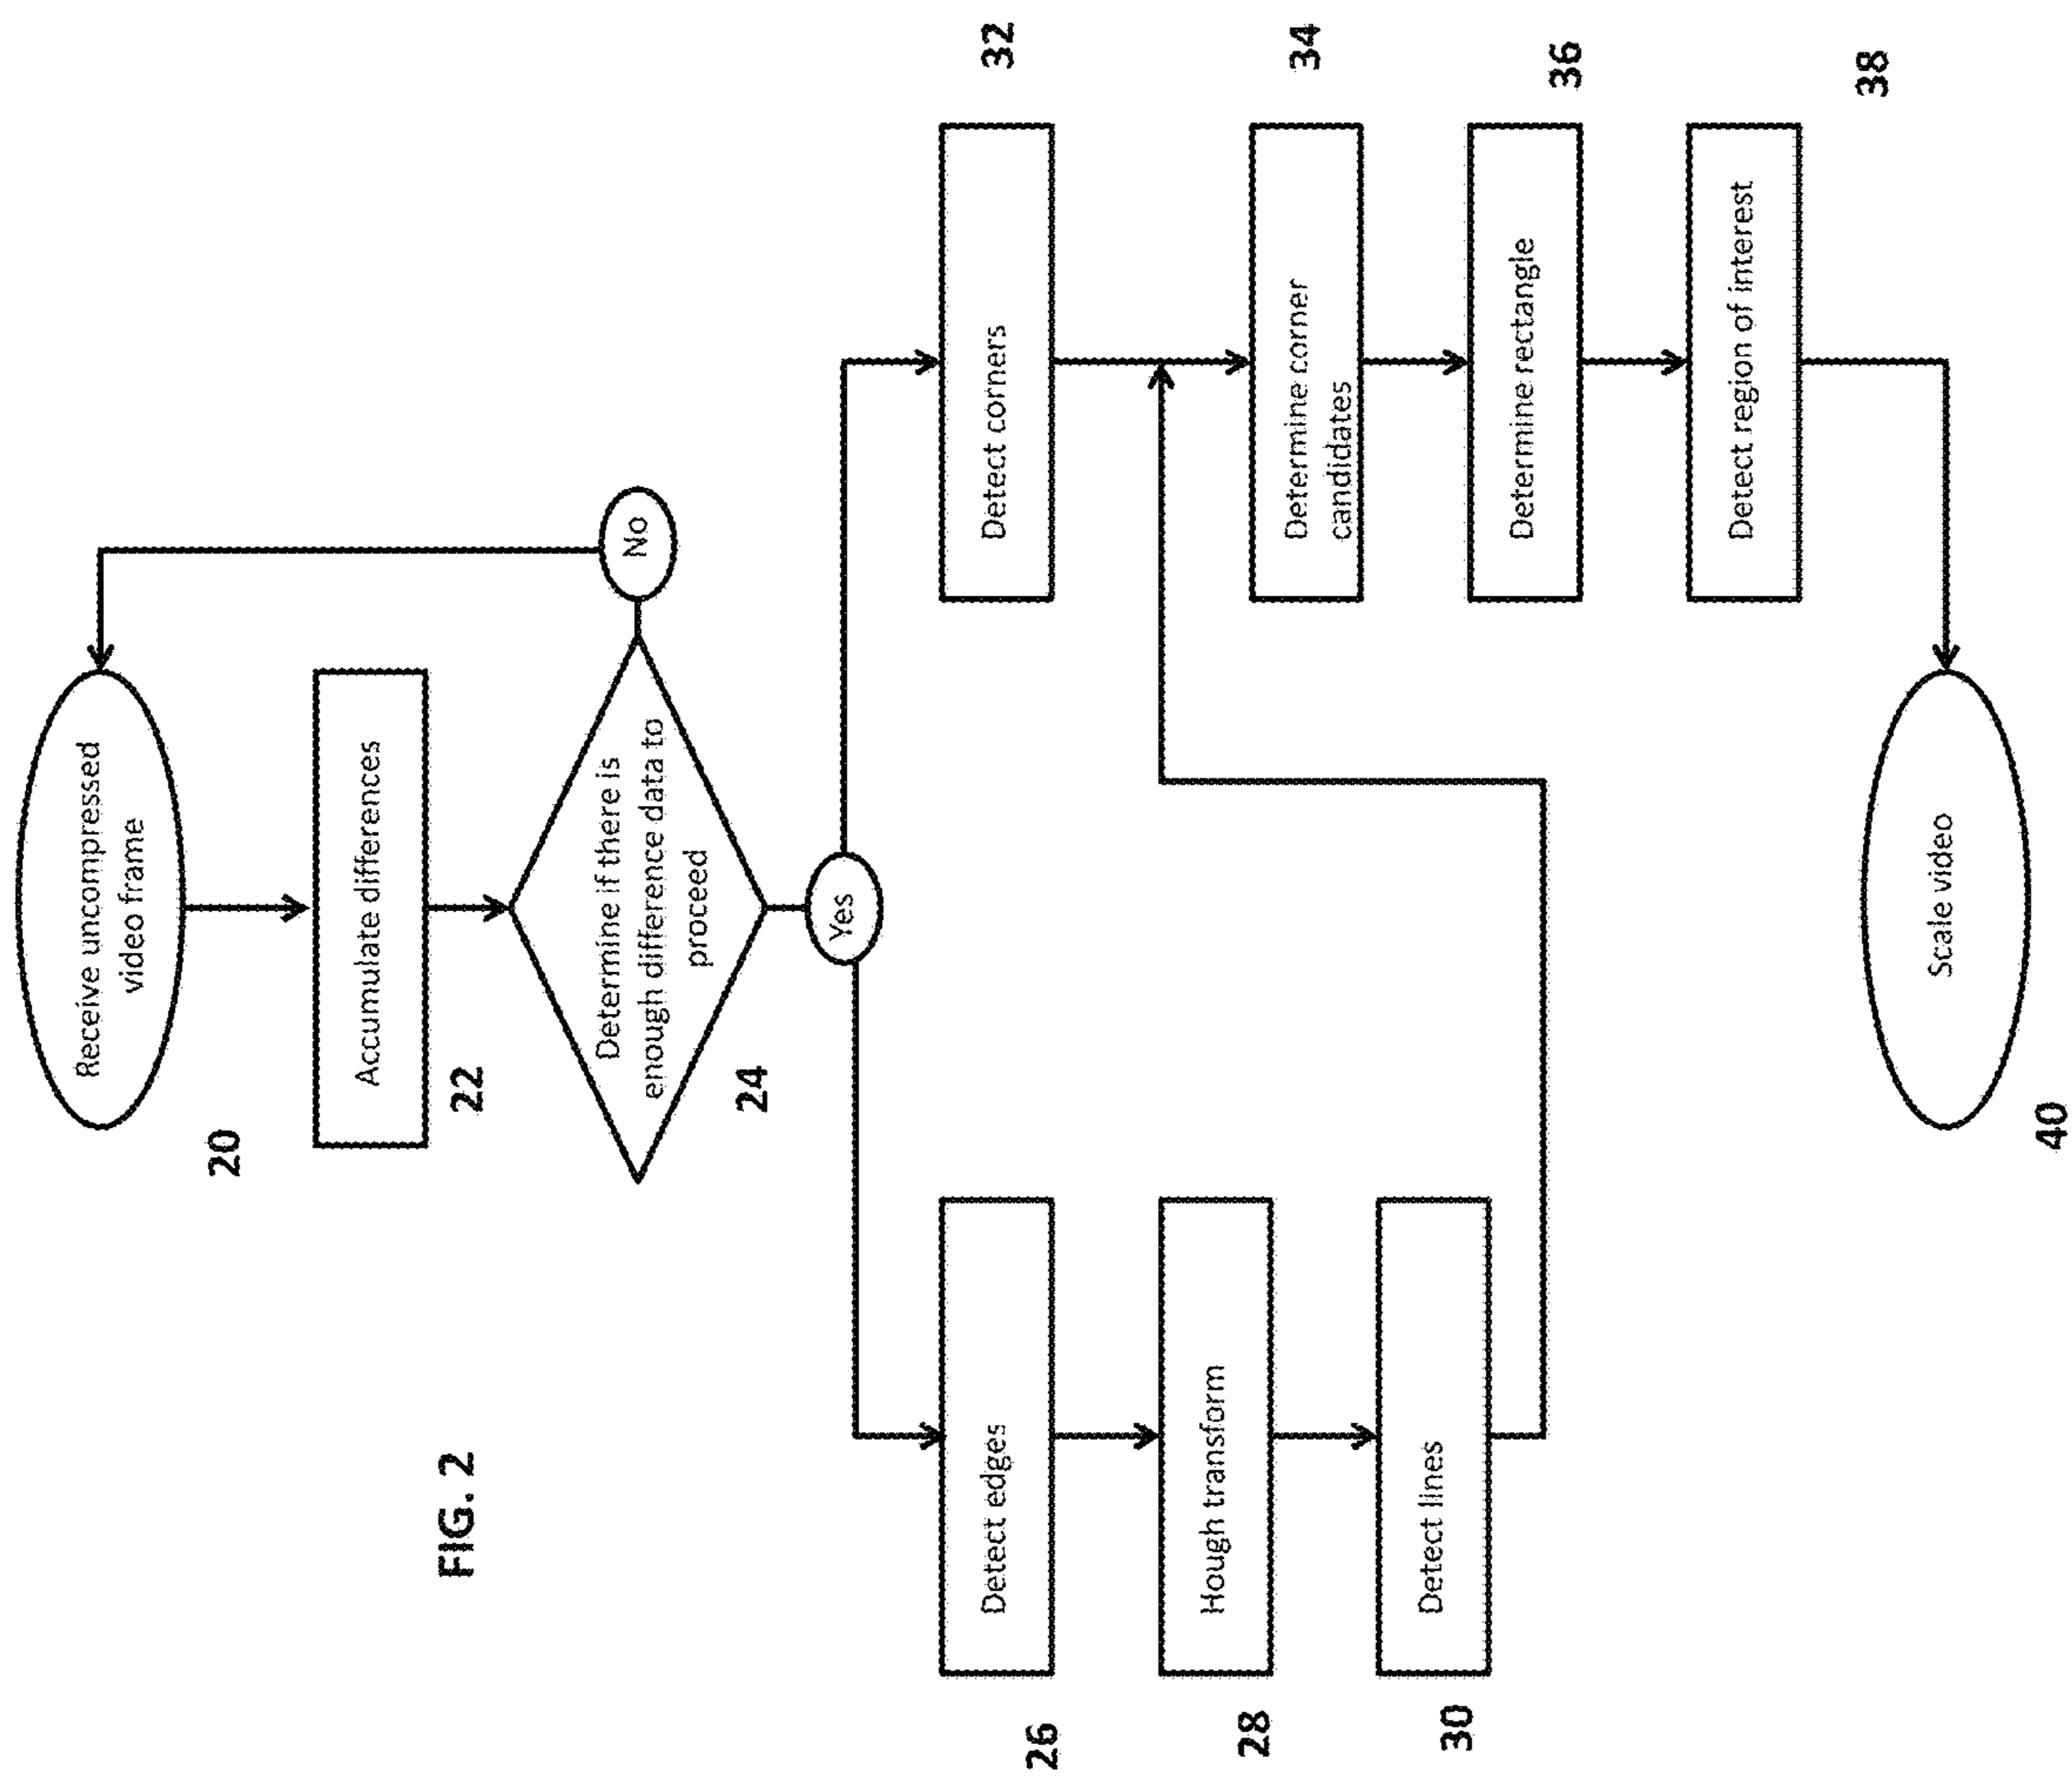 FIG. 2
Receive uncompressed
video frame
20
Accumulate differences
22
Determine if there is
enough difference data to
proceed
24
No
Yes
Detect edges
26
Hough transform
28
Detect lines
30
Detect corners
32
Determine corner
candidates
34
Determine rectangle
36
Detect region of interest
38
Scale video
40